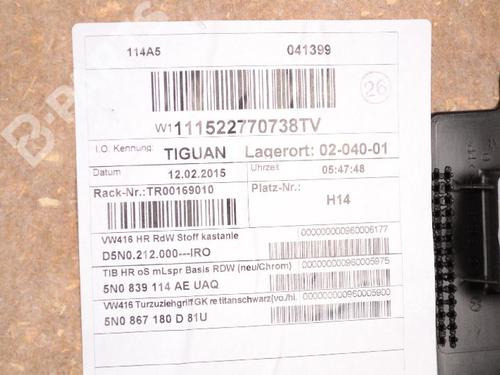 114A5 041399
26
W1111522770738TV
I.O. Kennung: TIGUAN Lagerort: 02-040-01
Datum 12.02.2015 Uhrzeit 05:47:48
Rack-Nr.:TR00169010 Platz-Nr.: H14
VW416 HR RdW Stoff kastanie 00000000000960006177
D5N0.212.000---IRO
TIB HR oS mLspr Basis RDW (neu/Chrom) 00000000000960005975
5N0 839 114 AE UAQ
VW416 Turzuziehgriff GK re titanschwarz(vo./hi. 00000000000960005900
5N0 867 180 D 81U